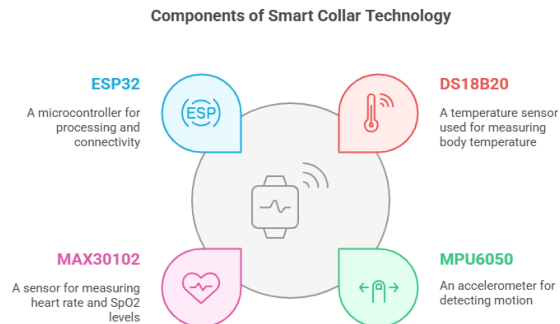 Components of Smart Collar Technology
ESP32
A microcontroller for
processing and
connectivity
ESP
DS18B20
A temperature sensor
used for measuring
body temperature
MAX30102
A sensor for measuring
heart rate and SpO2
levels
MPU6050
An accelerometer for
detecting motion